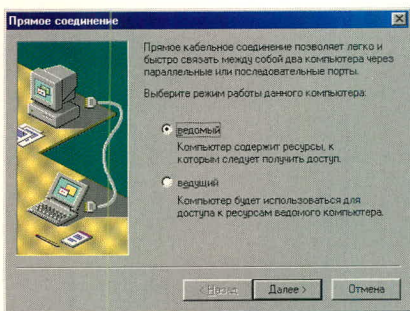 Прямое соединение
Прямое кабельное соединение позволяет легко и
быстро связать между собой два компьютера через
параллельные или последовательные порты.
Выберите режим работы данного компьютера:
ведомый
Компьютер содержит ресурсы, к
которым следует получить доступ.
ведущий
Компьютер будет использоваться для
доступа к ресурсам ведомого компьютера.
< Назад
Далее >
Отмена